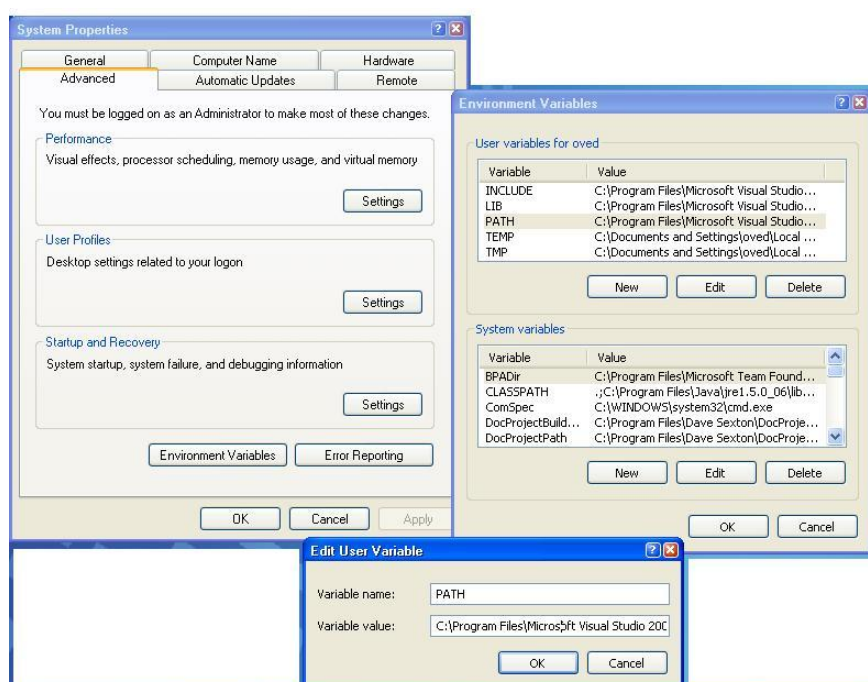 System Properties
General Computer Name Hardware
Advanced Automatic Updates Remote
You must be logged on as an Administrator to make most of these changes.
Performance
Visual effects, processor scheduling, memory usage, and virtual memory
Settings
User Profiles
Desktop settings related to your logon
Settings
Startup and Recovery
System startup, system failure, and debugging information
Settings
Environment Variables Error Reporting
OK Cancel Apply
Environment Variables
User variables for oved
Variable Value
INCLUDE C:\Program Files\Microsoft Visual Studio...
LIB C:\Program Files\Microsoft Visual Studio...
PATH C:\Program Files\Microsoft Visual Studio...
TEMP C:\Documents and Settings\oved\Local ...
TMP C:\Documents and Settings\oved\Local ...
New Edit Delete
System variables
Variable Value
BPADir C:\Program Files\Microsoft Team Found...
CLASSPATH .;C:\Program Files\Java\jre1.5.0_06\lib...
ComSpec C:\WINDOWS\system32\cmd.exe
DocProjectBuild... C:\Program Files\Dave Sexton\DocProje...
DocProjectPath C:\Program Files\Dave Sexton\DocProje...
New Edit Delete
OK Cancel
Edit User Variable
Variable name: PATH
Variable value: C:\Program Files\Microsoft Visual Studio 200
OK Cancel